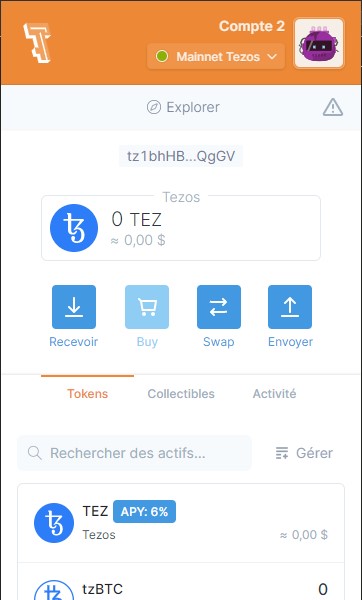 Compte 2
Mainnet Tezos
Explorer
tz1bhHB...QgGV
Tezos
0 TEZ
≈ 0,00 $
Recevoir
Buy
Swap
Envoyer
Tokens
Collectibles
Activité
Rechercher des actifs...
Gérer
TEZ APY: 6%
Tezos
≈ 0,00 $
tzBTC
0